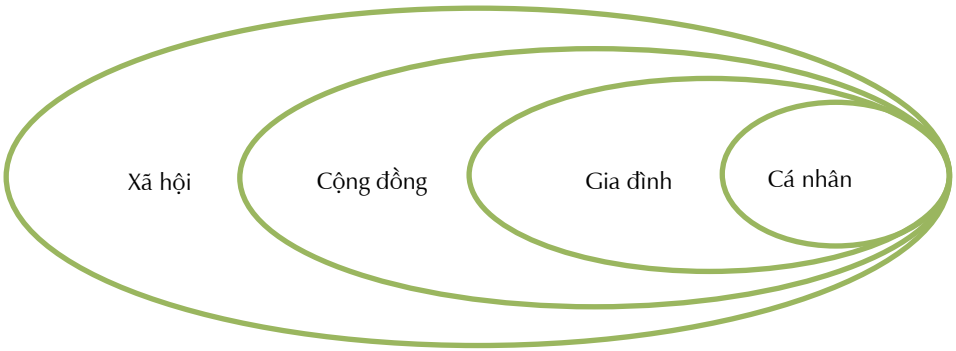 Xã hội
Cộng đồng
Gia đình
Cá nhân